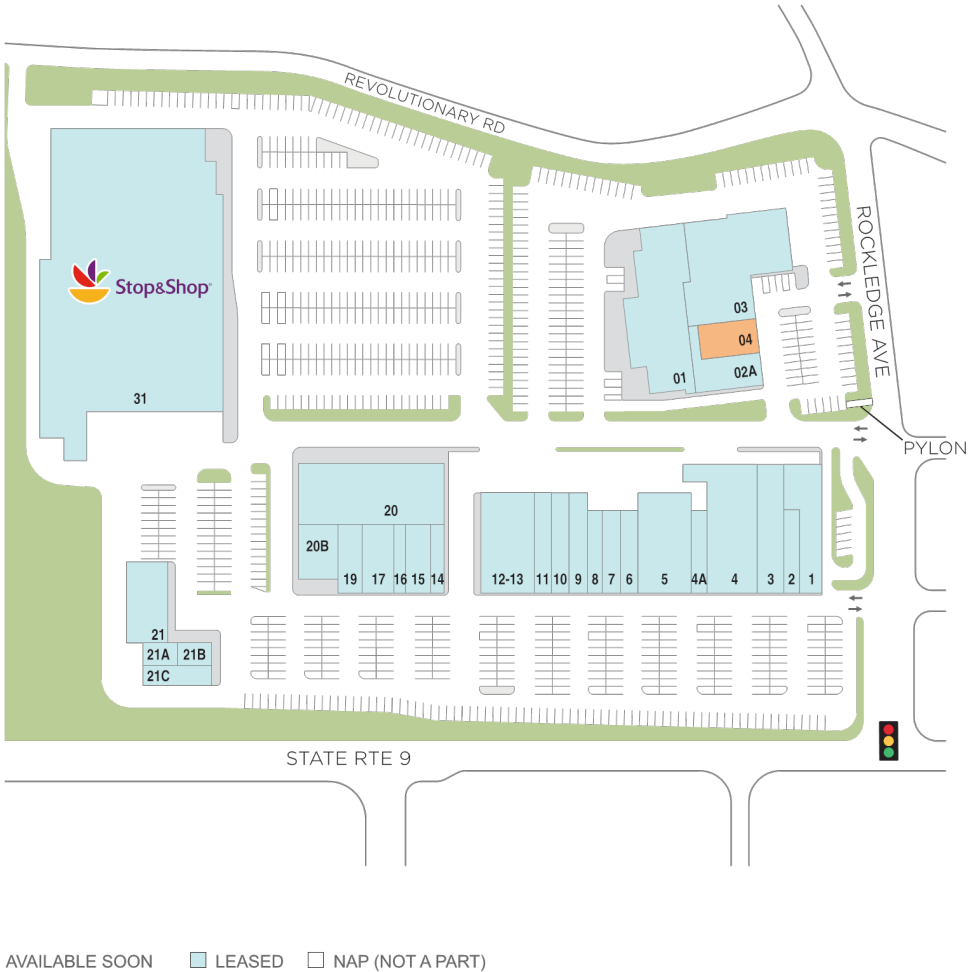 REVOLUTIONARY RD
ROCKLEDGE AVE
Stop&Shop
31
03
04
02A
01
PYLON
20
20B
19
17
16
15
14
12-13
11
10
9
8
7
6
5
4A
4
3
2
1
21
21A
21B
21C
STATE RTE 9
AVAILABLE SOON
LEASED
NAP (NOT A PART)